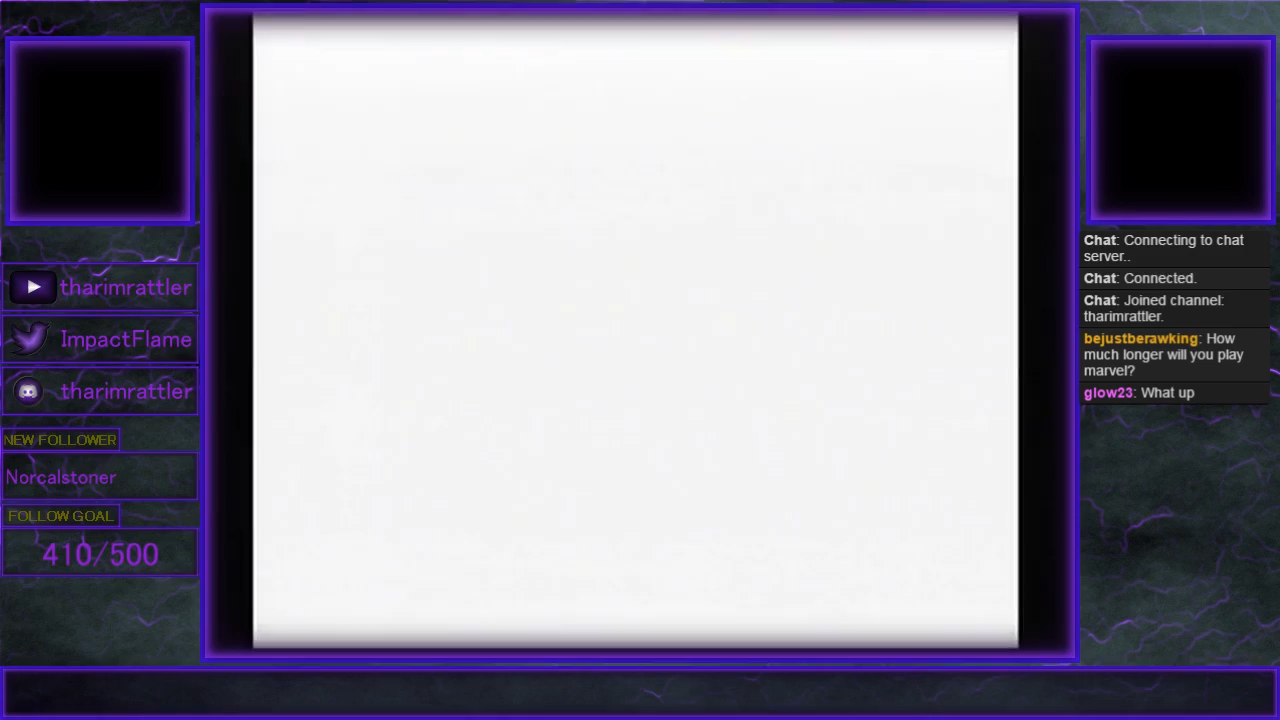 tharimrattler
ImpactFlame
tharimrattler
NEW FOLLOWER
Norcalstoner
FOLLOW GOAL
410/500
Chat: Connecting to chat
server..
Chat: Connected.
Chat: Joined channel:
tharimrattler.
bejustberawking: How
much longer will you play
marvel?
glow23: What up